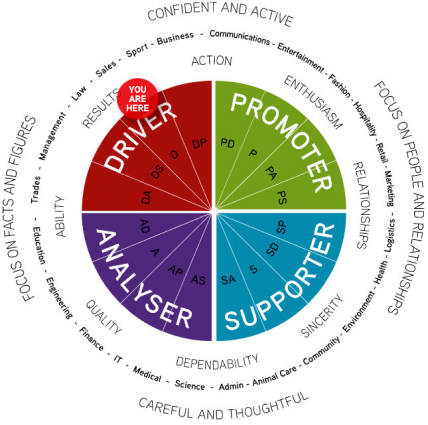 CONFIDENT AND ACTIVE
Trades - Management - Law - Sales - Sport - Business - Communications - Entertainment - Fashion - Hospitality - Retail - Marketing - Logistics - Health - Environment - Community - Animal Care - Admin - Science - Medical - IT - Finance - Engineering - Education -
FOCUS ON PEOPLE AND RELATIONSHIPS
CAREFUL AND THOUGHTFUL
FOCUS ON FACTS AND FIGURES
ACTION
ENTHUSIASM
RELATIONSHIPS
SINCERITY
DEPENDABILITY
QUALITY
ABILITY
RESULTS
YOU
ARE
HERE
DRIVER
DA
DS
D
DP
PROMOTER
PD
P
PA
PS
SUPPORTER
SP
SD
S
SA
ANALYSER
AS
AP
A
AD